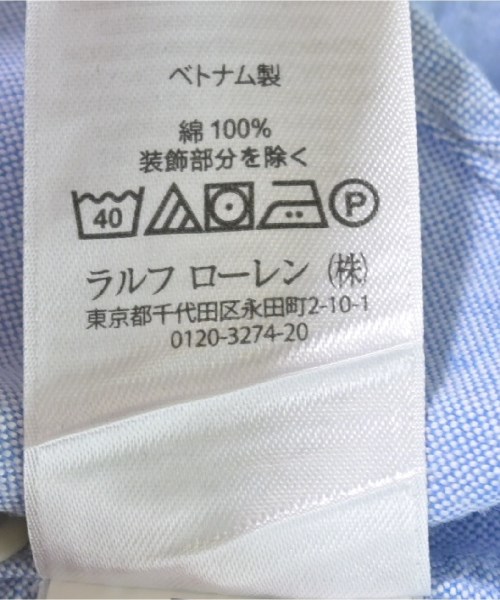 ベトナム製
綿 100%
装飾部分を除く
40 P
ラルフ ローレン (株)
東京都千代田区永田町2-10-1
0120-3274-20